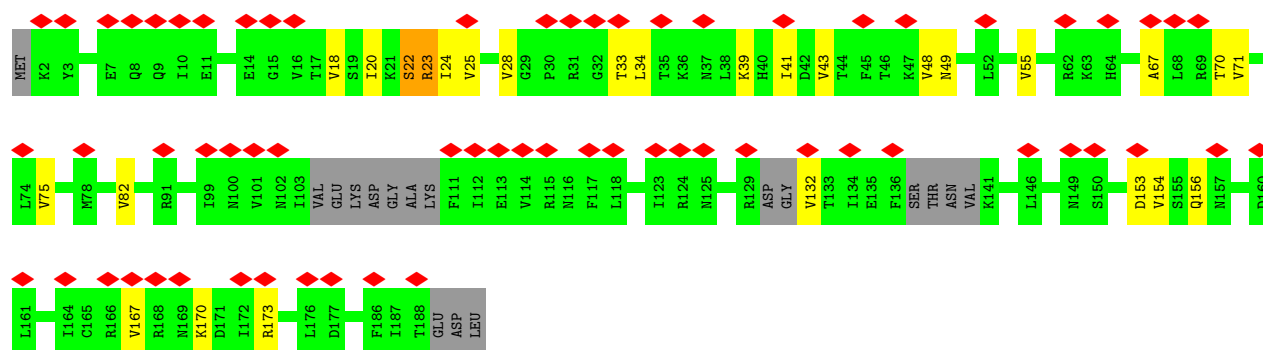 MET K2 Y3 E7 Q8 Q9 I10 E11 E14 G15 V16 T17 V18 S19 I20 K21 S22 R23 I24 V25 V28 G29 P30 R31 G32 T33 L34 T35 K36 N37 L38 K39 H40 I41 D42 V43 T44 F45 T46 K47 V48 N49 L52 V55 R62 K63 H64 A67 L68 R69 T70 V71
L74 V75 M78 V82 R91 I99 N100 V101 N102 I103 VAL GLU LYS ASP GLY ALA LYS F111 I112 E113 V114 R115 N116 F117 L118 I123 R124 N125 R129 ASP GLY V132 T133 I134 E135 F136 SER THR ASN VAL K141 L146 N149 S150 D153 V154 S155 Q156 N157 D160
L161 I164 C165 R166 V167 R168 N169 K170 D171 I172 R173 L176 D177 F186 I187 T188 GLU ASP LEU